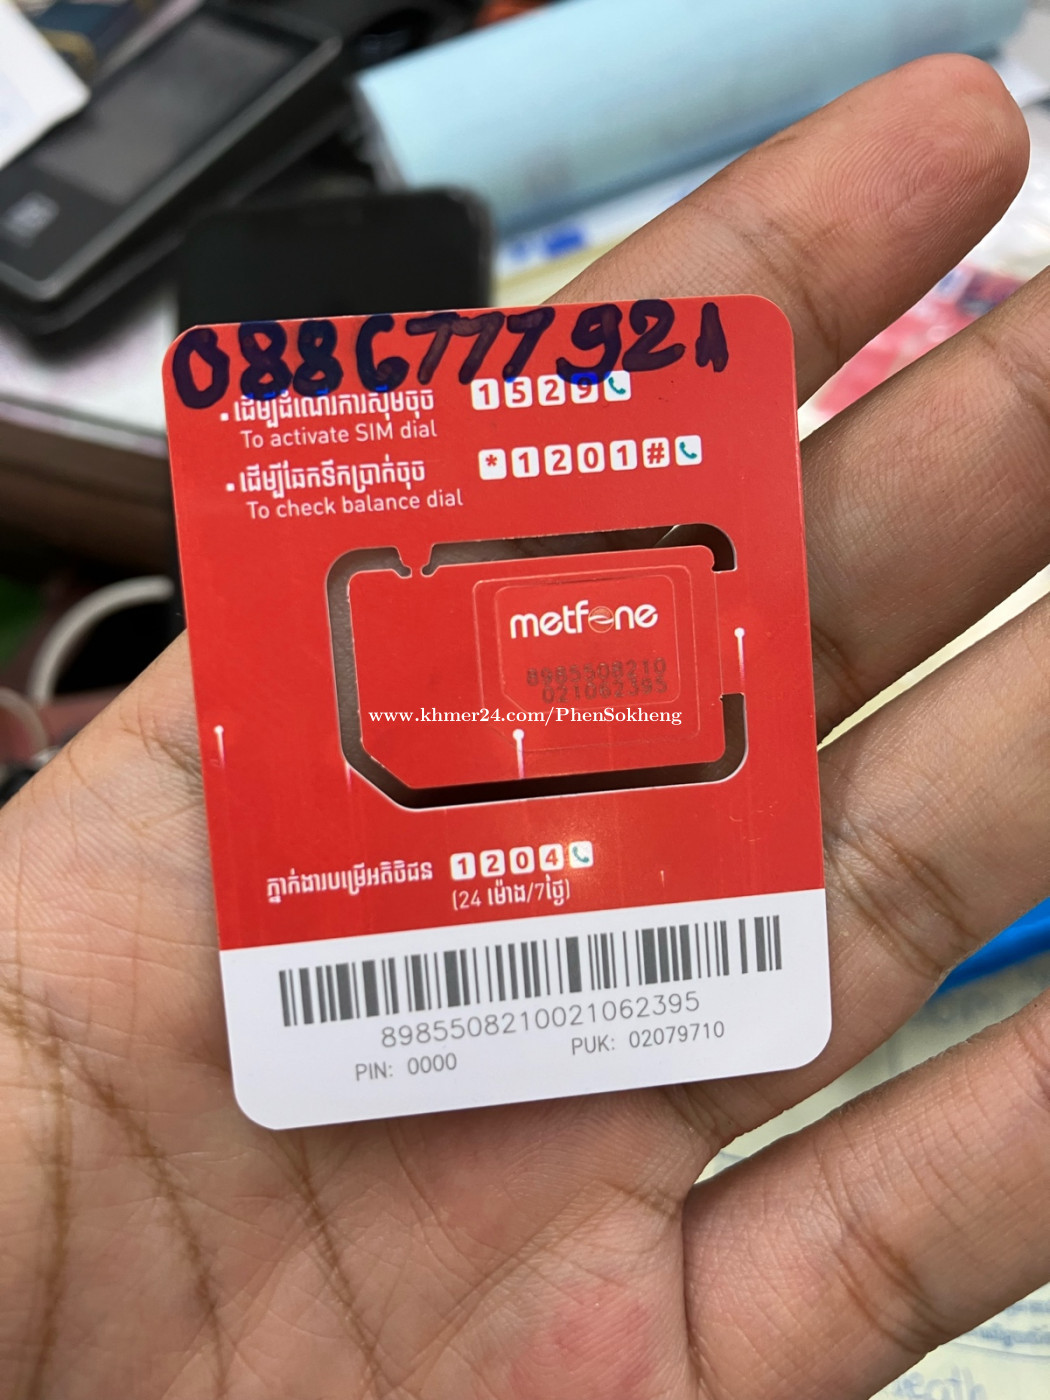 0886777921
• ដើម្បីដំណើរការស៊ីមចុច 1529
To activate SIM dial
• ដើម្បីឆែកទឹកប្រាក់ចុច *1201#
To check balance dial
metfone
8985508210
021062395
www.khmer24.com/PhenSokheng
ភ្នាក់ងារបម្រើអតិថិជន 1204
(24 ម៉ោង/7ថ្ងៃ)
8985508210021062395
PIN: 0000 PUK: 02079710